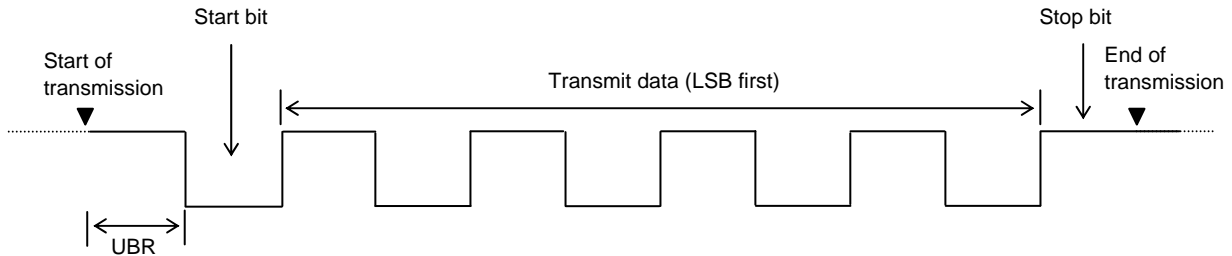 Start bit
Stop bit
Start of
transmission
End of
transmission
Transmit data (LSB first)
UBR